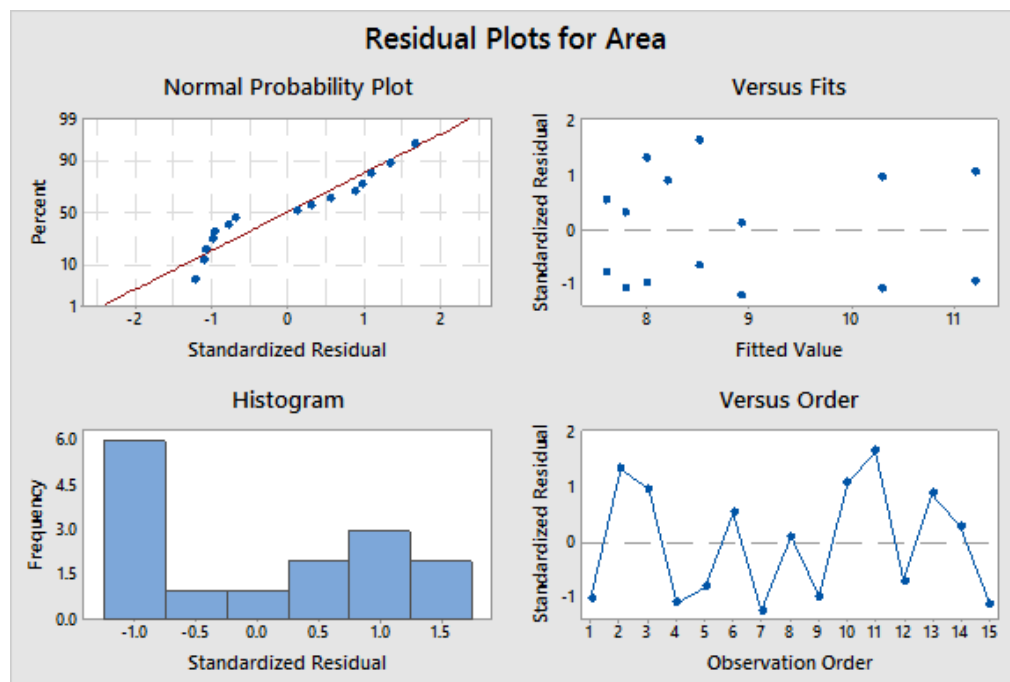 Residual Plots for Area
Normal Probability Plot
99
90
50
10
1
Percent
-2 -1 0 1 2
Standardized Residual
Versus Fits
2
1
0
-1
Standardized Residual
8 9 10 11
Fitted Value
Histogram
6.0
4.5
3.0
1.5
0.0
Frequency
-1.0 -0.5 0.0 0.5 1.0 1.5
Standardized Residual
Versus Order
2
1
0
-1
Standardized Residual
1 2 3 4 5 6 7 8 9 10 11 12 13 14 15
Observation Order